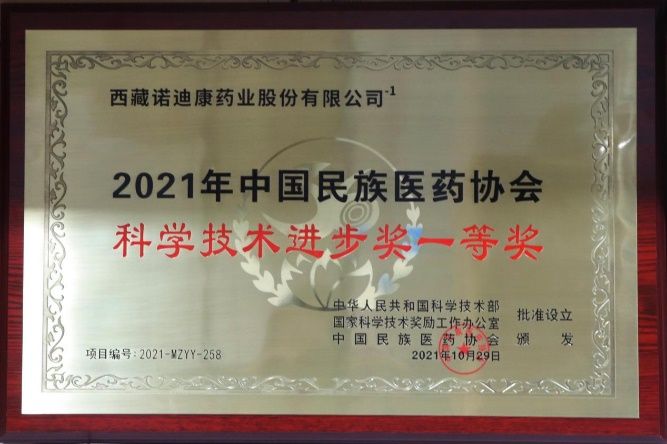 西藏诺迪康药业股份有限公司-1
2021年中国民族医药协会
科学技术进步奖一等奖
中华人民共和国科学技术部
国家科学技术奖励工作办公室 批准设立
中国民族医药协会 颁发
项目编号:2021-MZYY-258
2021年10月29日